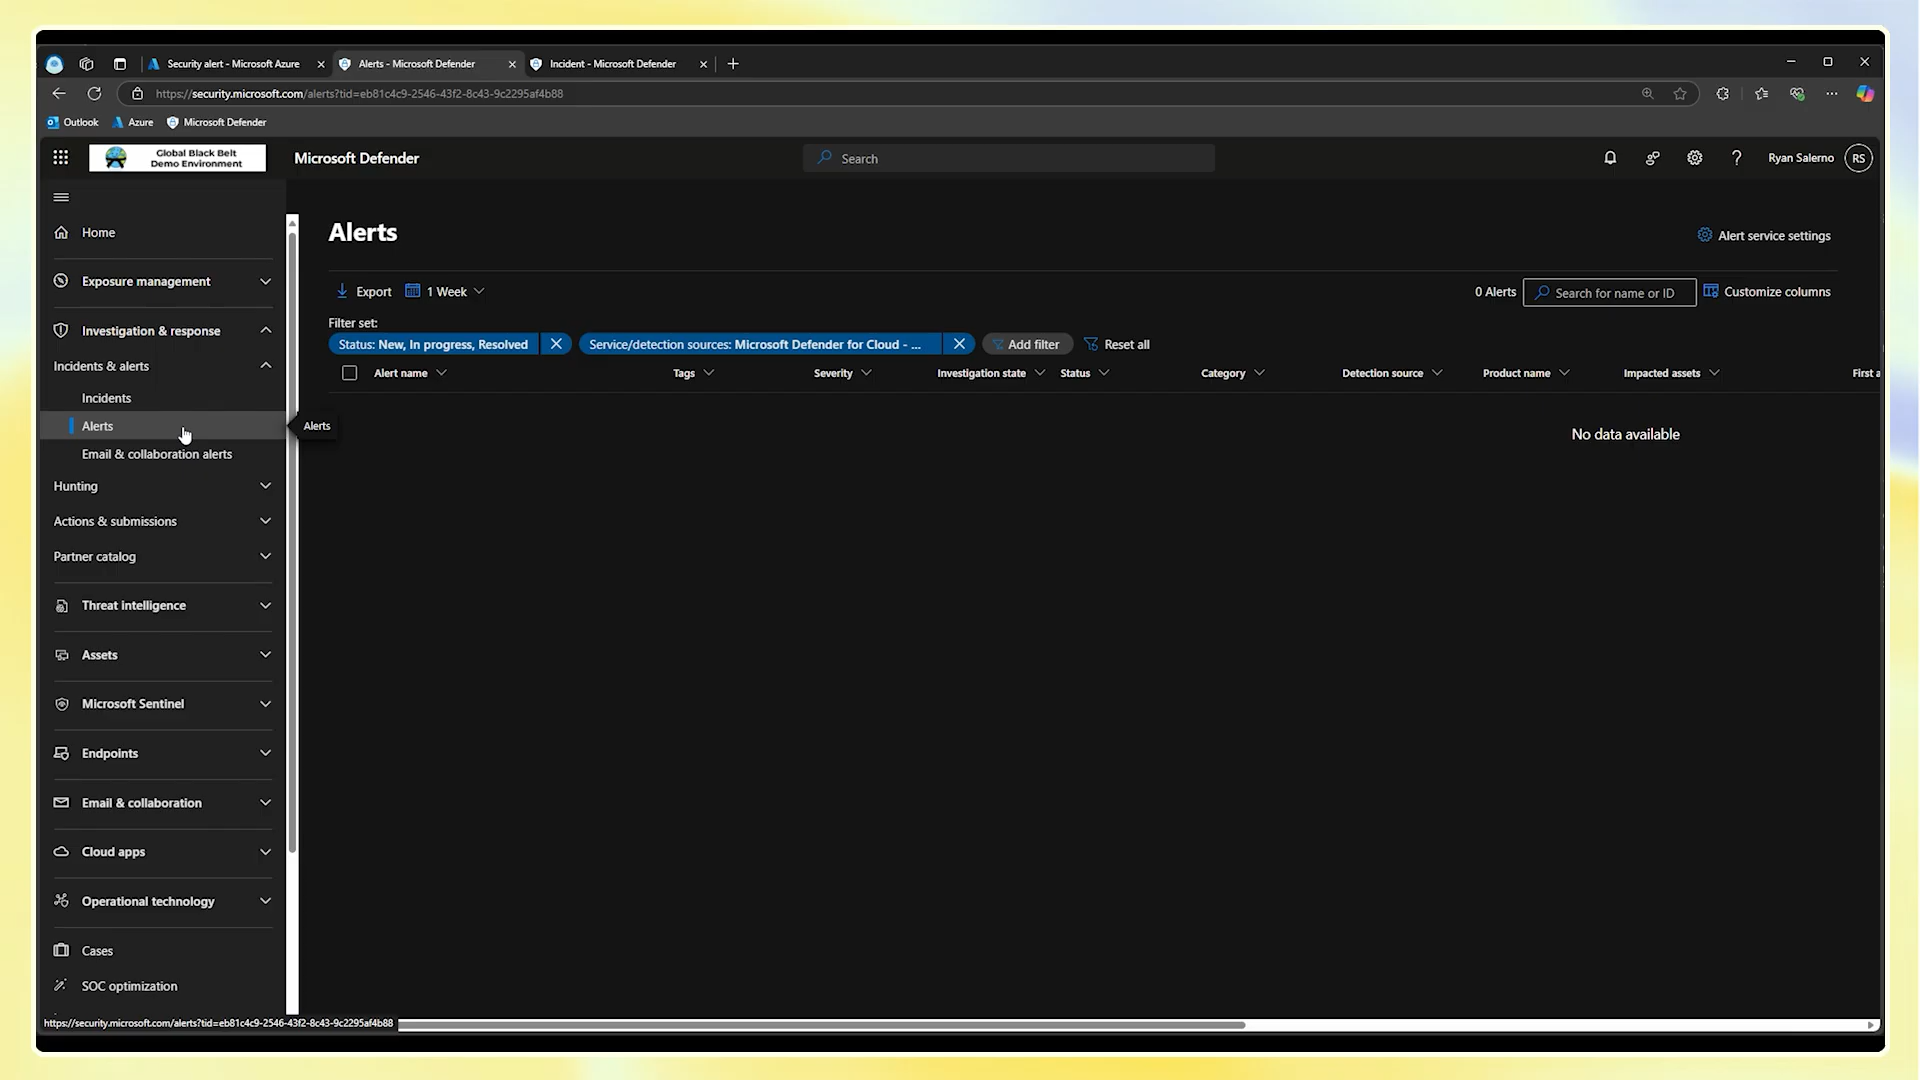 Security alert - Microsoft Azure
Alerts - Microsoft Defender
Incident - Microsoft Defender
https://security.microsoft.com/alerts?tid=eb81c4c9-2546-43f2-8c43-9c2295af4b88
Outlook
Azure
Microsoft Defender
Global Black Belt
Demo Environment
Microsoft Defender
Search
Ryan Salerno
RS
Home
Exposure management
Investigation & response
Incidents & alerts
Incidents
Alerts
Alerts
Email & collaboration alerts
Hunting
Actions & submissions
Partner catalog
Threat intelligence
Assets
Microsoft Sentinel
Endpoints
Email & collaboration
Cloud apps
Operational technology
Cases
SOC optimization
https://security.microsoft.com/alerts?tid=eb81c4c9-2546-43f2-8c43-9c2295af4b88
Alerts
Alert service settings
Export
1 Week
0 Alerts
Search for name or ID
Customize columns
Filter set:
Status: New, In progress, Resolved
Service/detection sources: Microsoft Defender for Cloud - ...
Add filter
Reset all
Alert name
Tags
Severity
Investigation state
Status
Category
Detection source
Product name
Impacted assets
First a
No data available